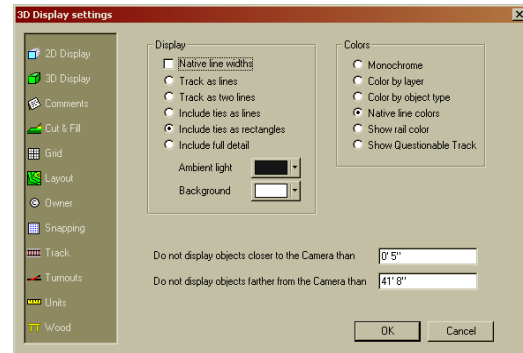 3D Display settings
2D Display
3D Display
Comments
Cut & Fill
Grid
Layout
Owner
Snapping
Track
Turnouts
Units
Wood
Display
Native line widths
Track as lines
Track as two lines
Include ties as lines
Include ties as rectangles
Include full detail
Ambient light
Background
Colors
Monochrome
Color by layer
Color by object type
Native line colors
Show rail color
Show Questionable Track
Do not display objects closer to the Camera than 0' 5"
Do not display objects farther from the Camera than 41' 8"
OK Cancel